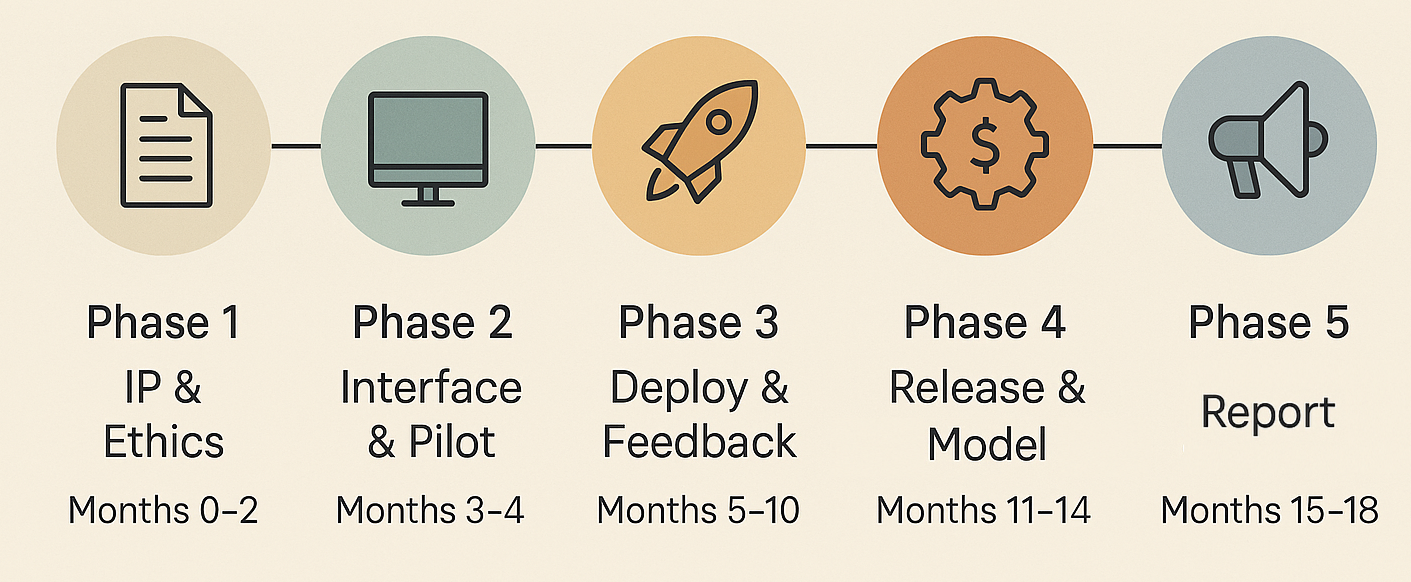 $
Phase 1
IP &
Ethics
Months 0–2
Phase 2
Interface
& Pilot
Months 3–4
Phase 3
Deploy &
Feedback
Months 5–10
Phase 4
Release &
Model
Months 11–14
Phase 5
Report
Months 15–18